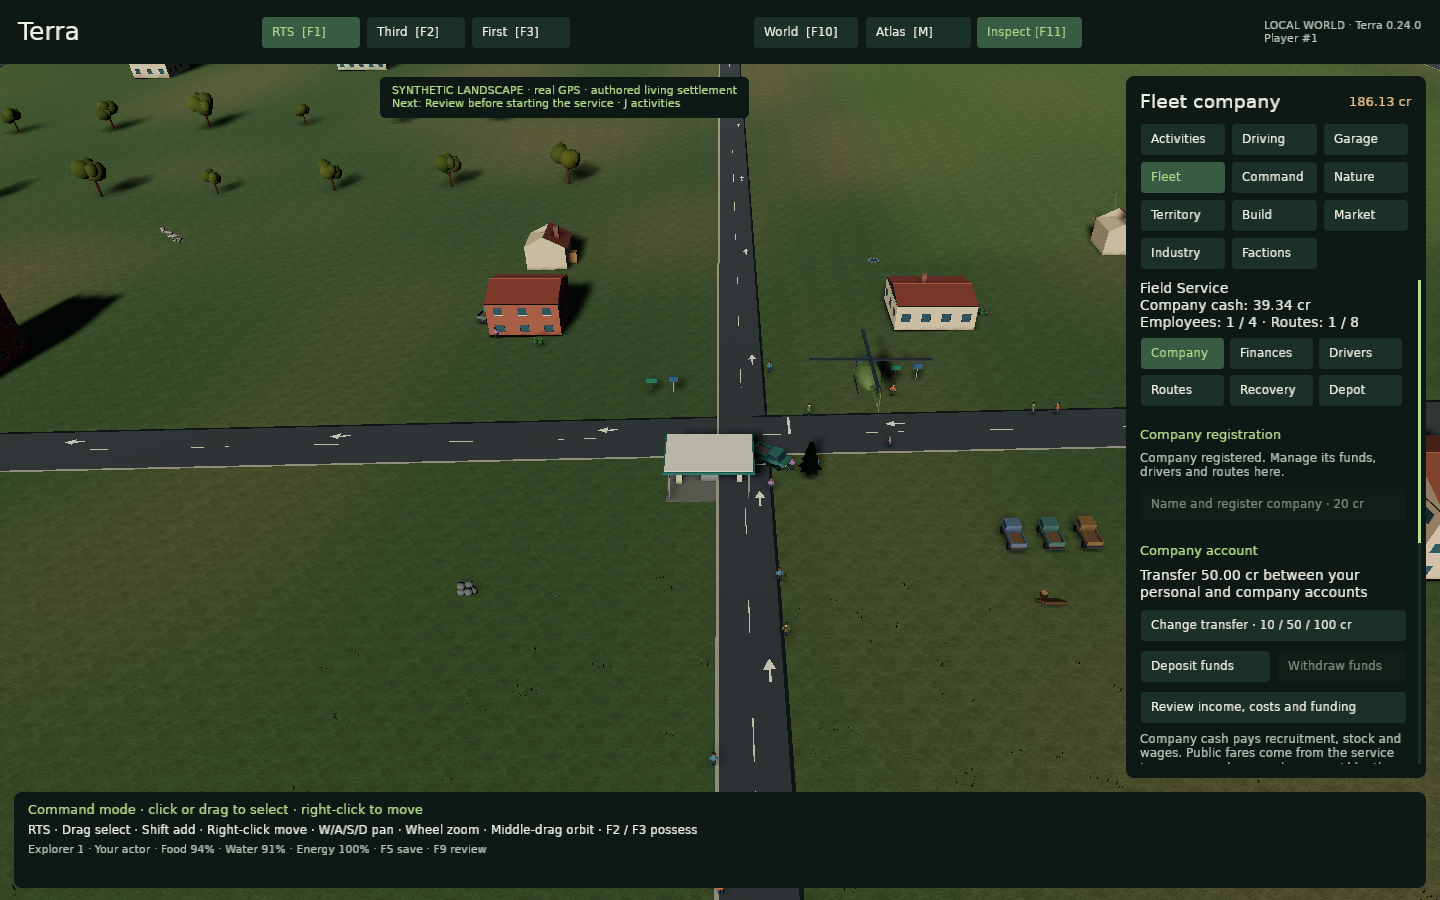 Terra
RTS [F1]
Third [F2]
First [F3]
World [F10]
Atlas [M]
Inspect [F11]
LOCAL WORLD · Terra 0.24.0
Player #1
SYNTHETIC LANDSCAPE · real GPS · authored living settlement
Next: Review before starting the service · J activities
Fleet company
186.13 cr
Activities
Driving
Garage
Fleet
Command
Nature
Territory
Build
Market
Industry
Factions
Field Service
Company cash: 39.34 cr
Employees: 1 / 4 · Routes: 1 / 8
Company
Finances
Drivers
Routes
Recovery
Depot
Company registration
Company registered. Manage its funds,
drivers and routes here.
Name and register company · 20 cr
Company account
Transfer 50.00 cr between your
personal and company accounts
Change transfer · 10 / 50 / 100 cr
Deposit funds
Withdraw funds
Review income, costs and funding
Company cash pays recruitment, stock and
wages. Public fares come from the service
Command mode · click or drag to select · right-click to move
RTS · Drag select · Shift add · Right-click move · W/A/S/D pan · Wheel zoom · Middle-drag orbit · F2 / F3 possess
Explorer 1 · Your actor · Food 94% · Water 91% · Energy 100% · F5 save · F9 review